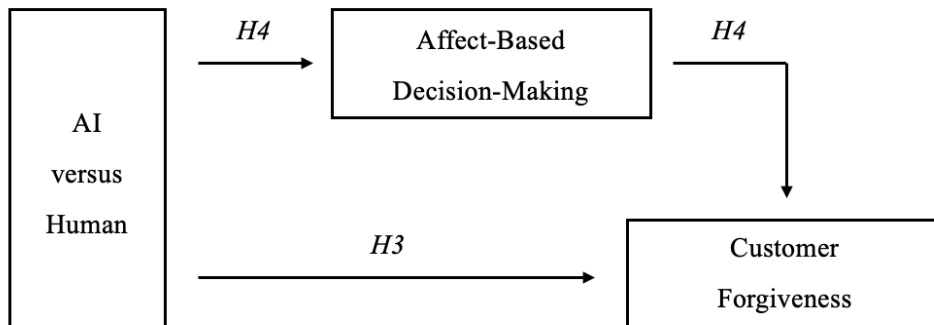 H4
Affect-Based
Decision-Making
H4
AI
versus
Human
H3
Customer
Forgiveness